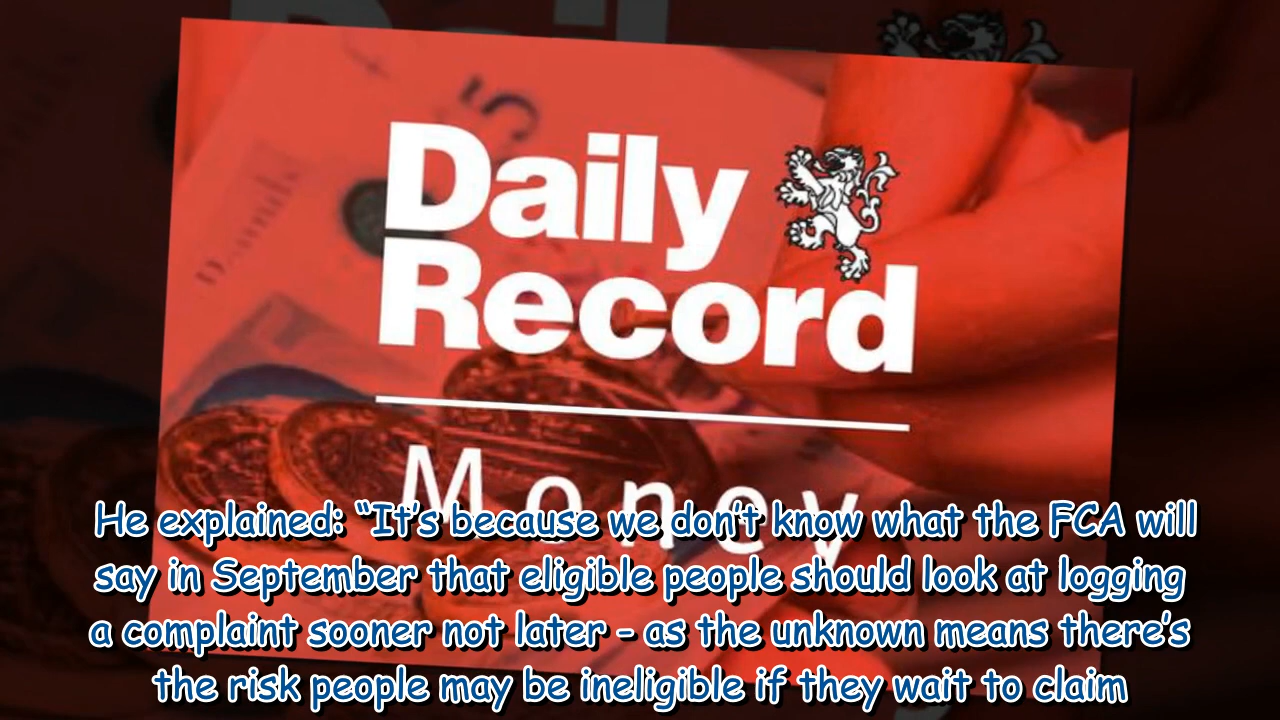 Daily
Record
Money
He explained: “It’s because we don’t know what the FCA will
say in September that eligible people should look at logging
a complaint sooner not later – as the unknown means there’s
the risk people may be ineligible if they wait to claim